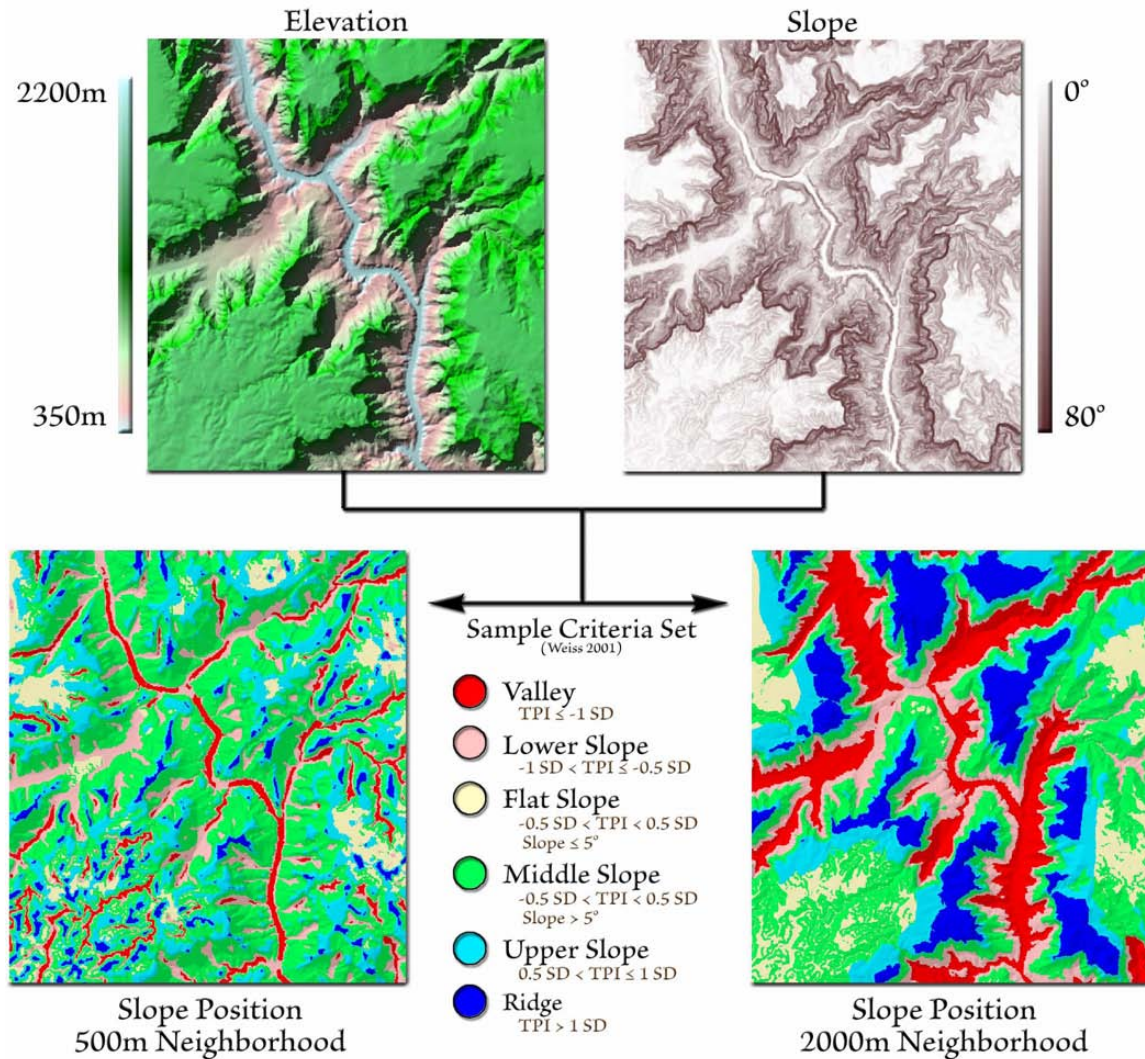 Elevation
Slope
2200m
350m
0°
80°
Sample Criteria Set
(Weiss 2001)
Valley
TPI ≤ -1 SD
Lower Slope
-1 SD < TPI ≤ -0.5 SD
Flat Slope
-0.5 SD < TPI < 0.5 SD
Slope ≤ 5°
Middle Slope
-0.5 SD < TPI < 0.5 SD
Slope > 5°
Upper Slope
0.5 SD < TPI ≤ 1 SD
Ridge
TPI > 1 SD
Slope Position
500m Neighborhood
Slope Position
2000m Neighborhood